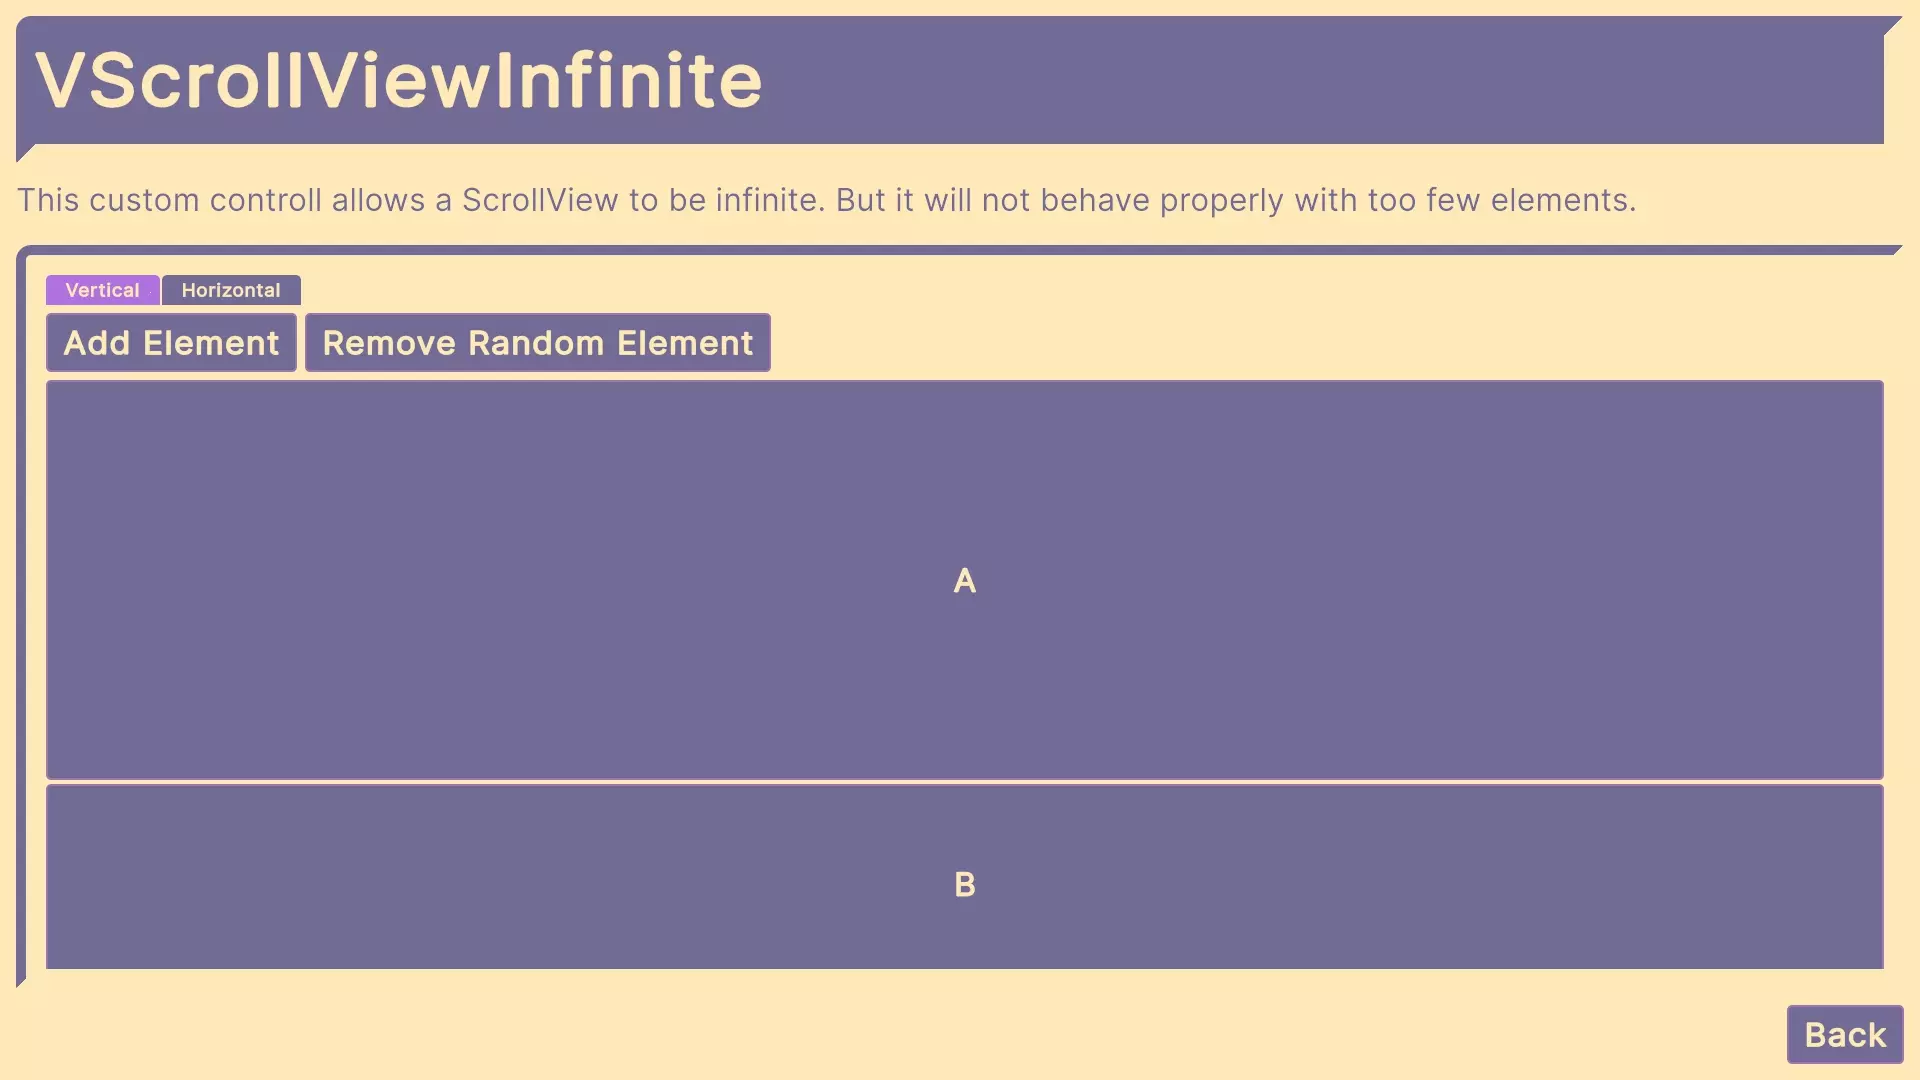 VScrollViewInfinite
This custom controll allows a ScrollView to be infinite. But it will not behave properly with too few elements.
Vertical Horizontal
Add Element Remove Random Element
A
B
Back